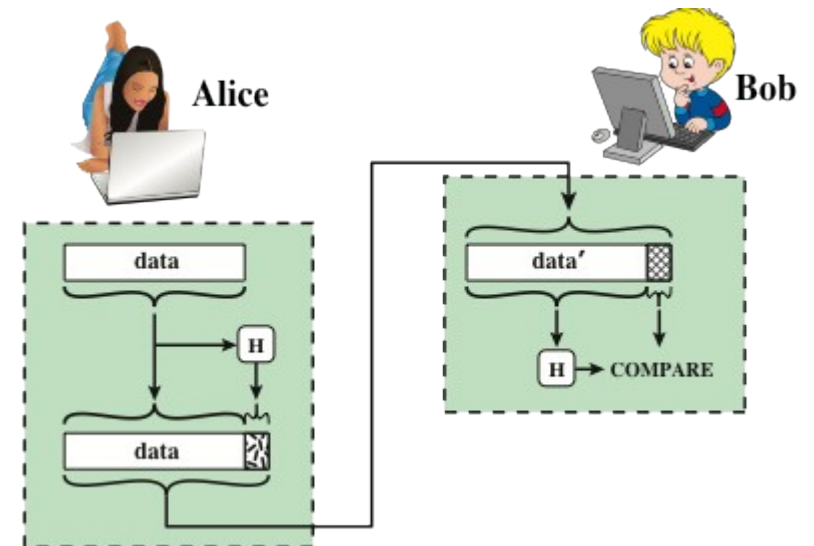 Alice
Bob
data
H
data
data′
H
COMPARE